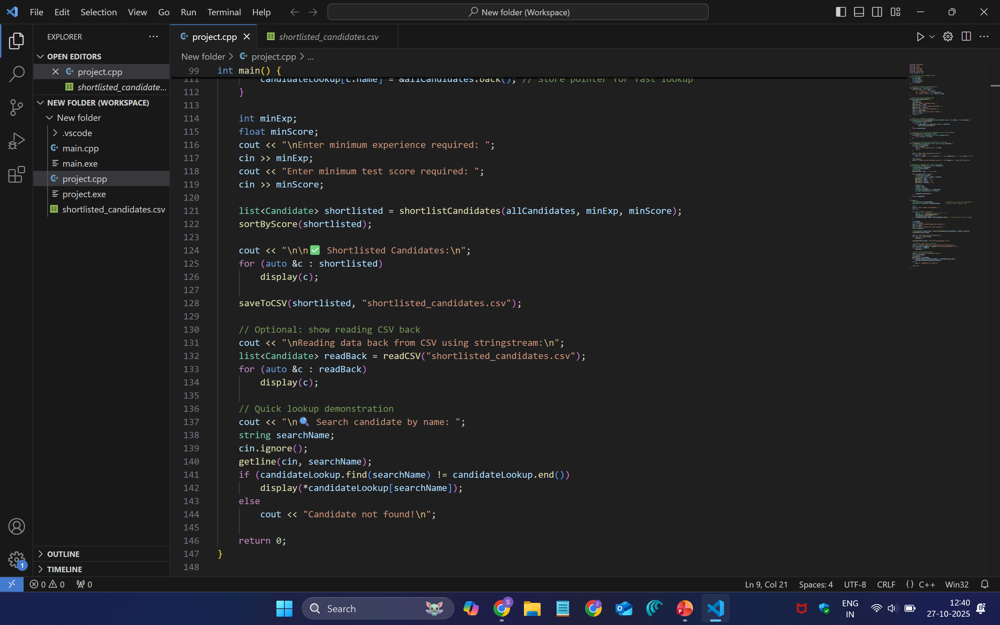 File Edit Selection View Go Run Terminal Help
New folder (Workspace)
EXPLORER
OPEN EDITORS
project.cpp
shortlisted_candidate...
NEW FOLDER (WORKSPACE)
New folder
.vscode
main.cpp
main.exe
project.cpp
project.exe
shortlisted_candidates.csv
OUTLINE
TIMELINE
1
project.cpp
shortlisted_candidates.csv
New folder > project.cpp > ...
99 int main() {
111 candidateLookup[c.name] = &allCandidates.back(); // Store pointer for fast lookup
112 }
113
114 int minExp;
115 float minScore;
116 cout << "\nEnter minimum experience required: ";
117 cin >> minExp;
118 cout << "Enter minimum test score required: ";
119 cin >> minScore;
120
121 list<Candidate> shortlisted = shortlistCandidates(allCandidates, minExp, minScore);
122 sortByScore(shortlisted);
123
124 cout << "\n\n✅ Shortlisted Candidates:\n";
125 for (auto &c : shortlisted)
126 display(c);
127
128 saveToCSV(shortlisted, "shortlisted_candidates.csv");
129
130 // Optional: show reading CSV back
131 cout << "\nReading data back from CSV using stringstream:\n";
132 list<Candidate> readBack = readCSV("shortlisted_candidates.csv");
133 for (auto &c : readBack)
134 display(c);
135
136 // Quick lookup demonstration
137 cout << "\n🔍 Search candidate by name: ";
138 string searchName;
139 cin.ignore();
140 getline(cin, searchName);
141 if (candidateLookup.find(searchName) != candidateLookup.end())
142 display(*candidateLookup[searchName]);
143 else
144 cout << "Candidate not found!\n";
145
146 return 0;
147 }
148
0 0 0
Ln 9, Col 21 Spaces: 4 UTF-8 CRLF {} C++ Win32
Search
ENG
IN
12:40
27-10-2025